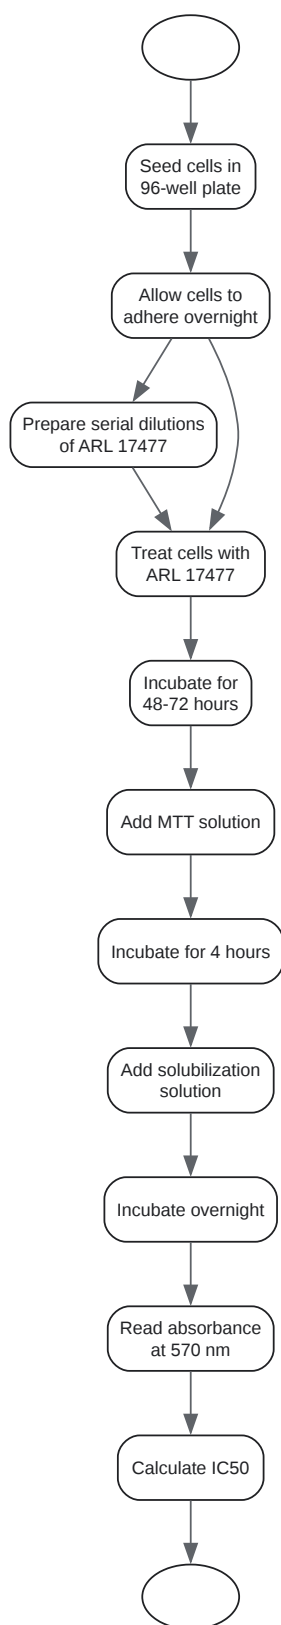 Seed cells in
96-well plate
Allow cells to
adhere overnight
Prepare serial dilutions
of ARL 17477
Treat cells with
ARL 17477
Incubate for
48-72 hours
Add MTT solution
Incubate for 4 hours
Add solubilization
solution
Incubate overnight
Read absorbance
at 570 nm
Calculate IC50